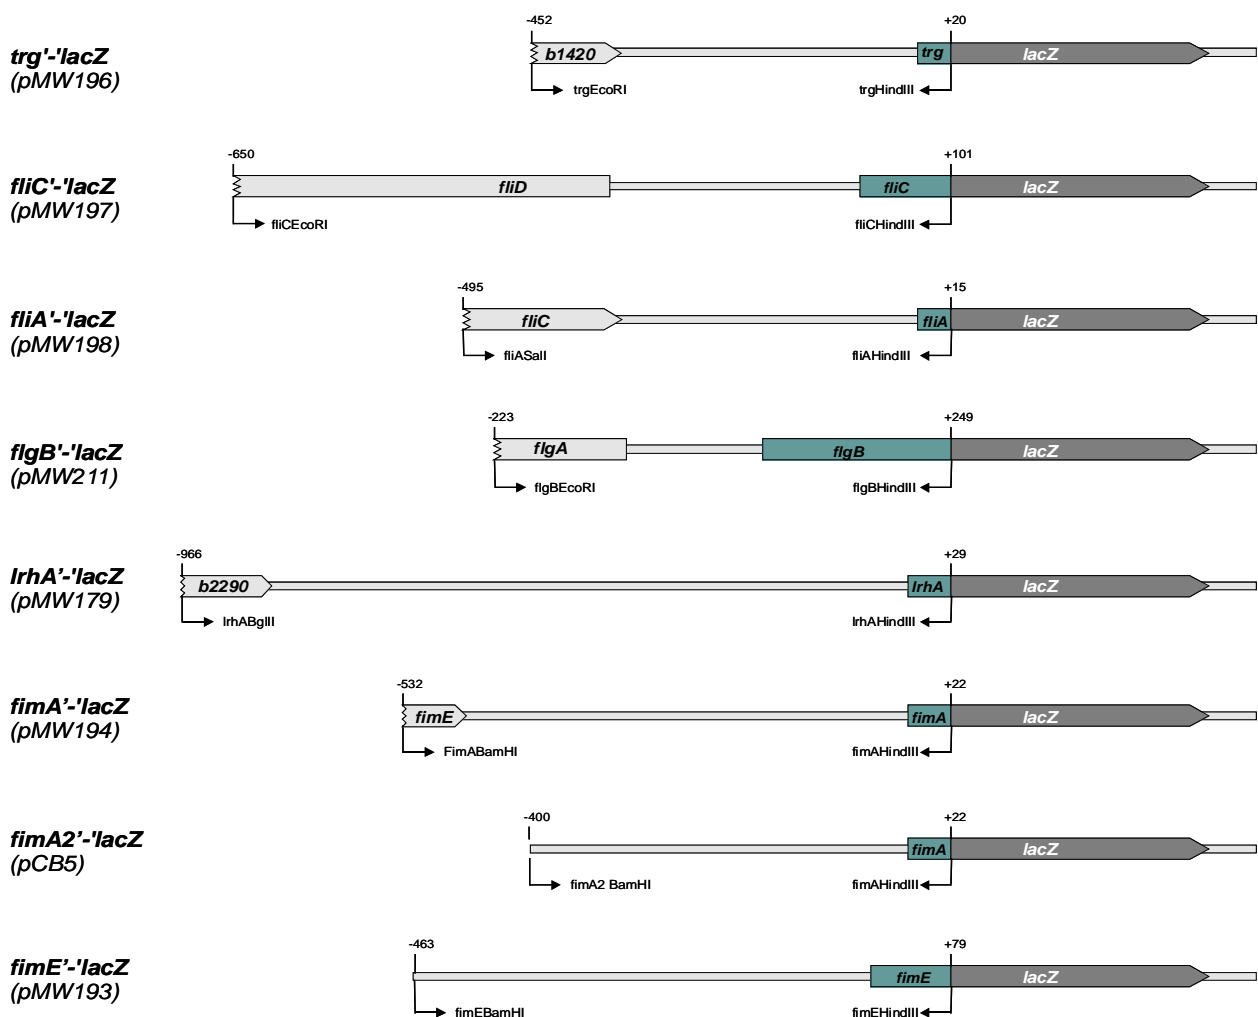 -452 +20
trg'-'lacZ b1420 trg lacZ
(pMW196) trgEcoRI trgHindIII
-650 +101
fliC'-'lacZ fliD fliC lacZ
(pMW197) fliCEcoRI fliCHindIII
-495 +15
fliA'-'lacZ fliC fliA lacZ
(pMW198) fliASalI fliAHindIII
-223 +249
flgB'-'lacZ flgA flgB lacZ
(pMW211) flgBEcoRI flgBHindIII
-966 +29
lrhA’-'lacZ b2290 lrhA lacZ
(pMW179) lrhABglII lrhAHindIII
-532 +22
fimA’-'lacZ fimE fimA lacZ
(pMW194) FimABamHI fimAHindIII
-400 +22
fimA2’-'lacZ fimA lacZ
(pCB5) fimA2 BamHI fimAHindIII
-463 +79
fimE’-'lacZ fimE lacZ
(pMW193) fimEBamHI fimEHindIII